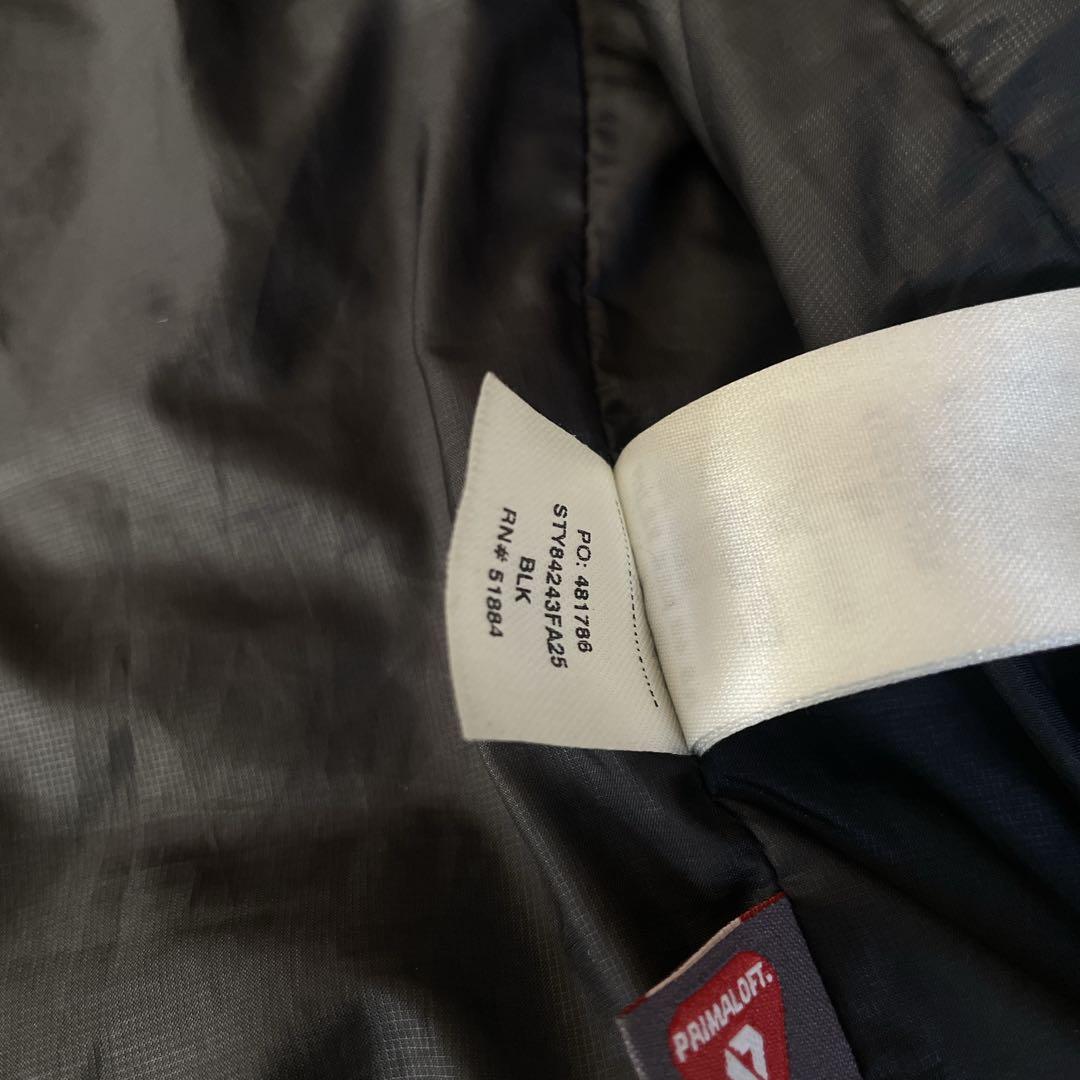 PO: 481786
STY84243FA25
BLK
RN# 51884
PRIMALOFT.